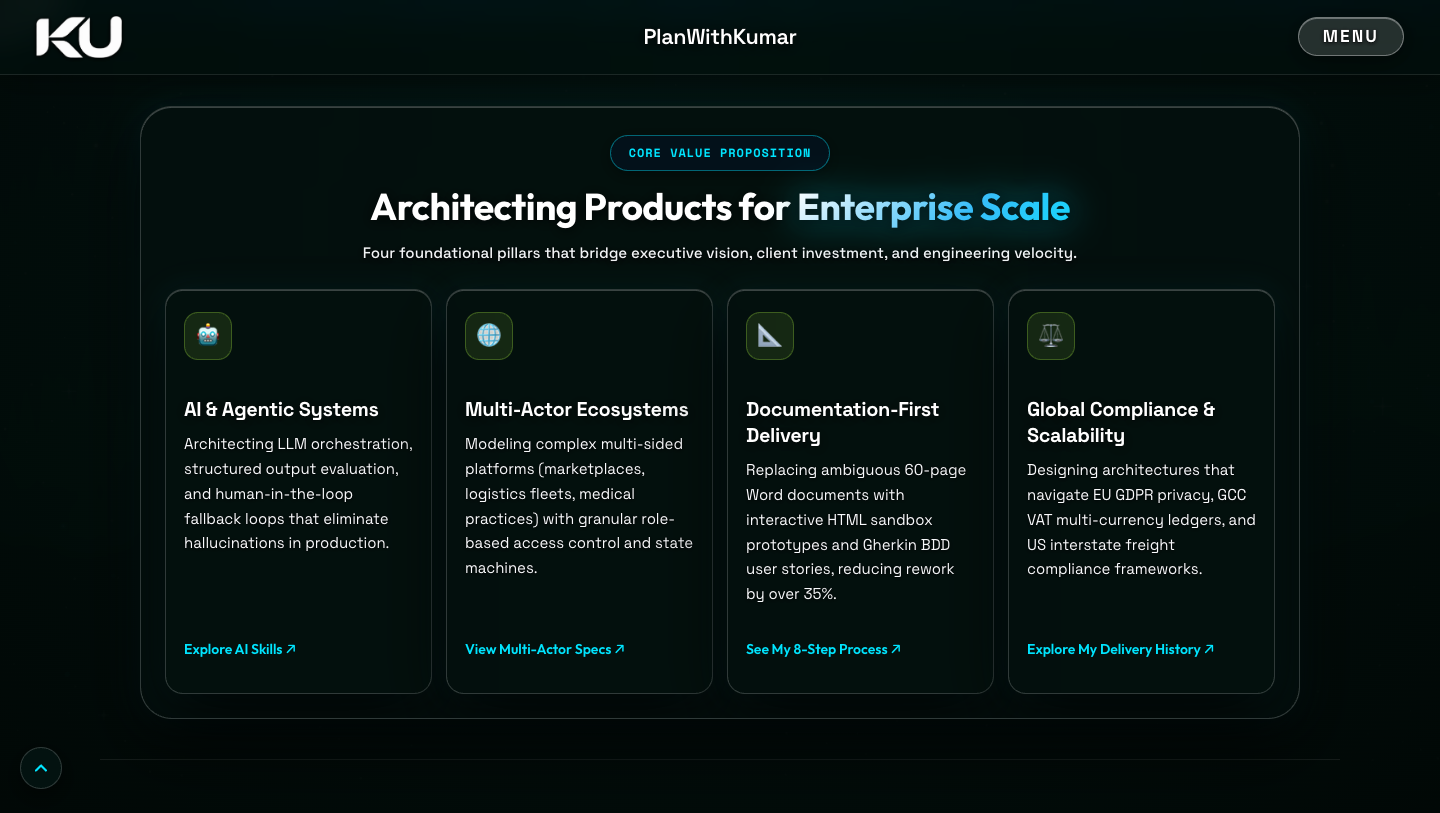 KU
PlanWithKumar
MENU
CORE VALUE PROPOSITION
Architecting Products for Enterprise Scale
Four foundational pillars that bridge executive vision, client investment, and engineering velocity.
AI & Agentic Systems
Architecting LLM orchestration,
structured output evaluation,
and human-in-the-loop
fallback loops that eliminate
hallucinations in production.
Explore AI Skills ↗
Multi-Actor Ecosystems
Modeling complex multi-sided
platforms (marketplaces,
logistics fleets, medical
practices) with granular role-
based access control and state
machines.
View Multi-Actor Specs ↗
Documentation-First
Delivery
Replacing ambiguous 60-page
Word documents with
interactive HTML sandbox
prototypes and Gherkin BDD
user stories, reducing rework
by over 35%.
See My 8-Step Process ↗
Global Compliance &
Scalability
Designing architectures that
navigate EU GDPR privacy, GCC
VAT multi-currency ledgers, and
US interstate freight
compliance frameworks.
Explore My Delivery History ↗